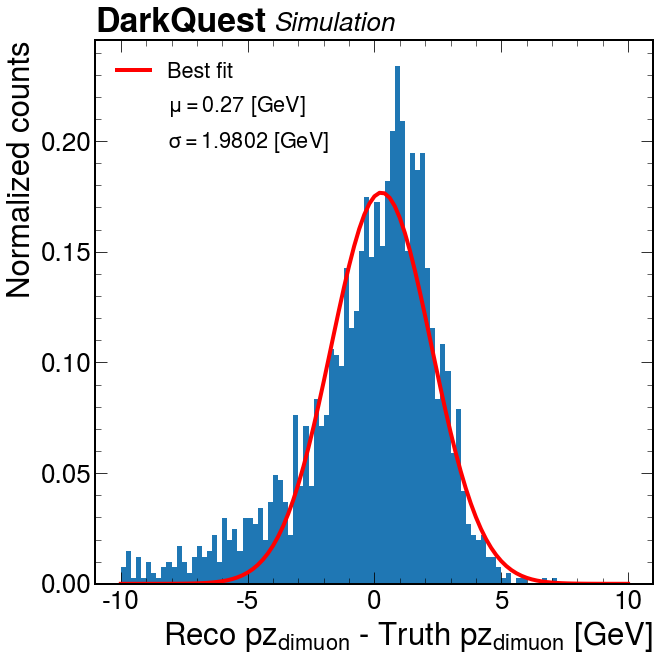 DarkQuest Simulation
Normalized counts
Best fit
μ = 0.27 [GeV]
σ = 1.9802 [GeV]
0.20
0.15
0.10
0.05
0.00
-10 -5 0 5 10
Reco pz_dimuon - Truth pz_dimuon [GeV]